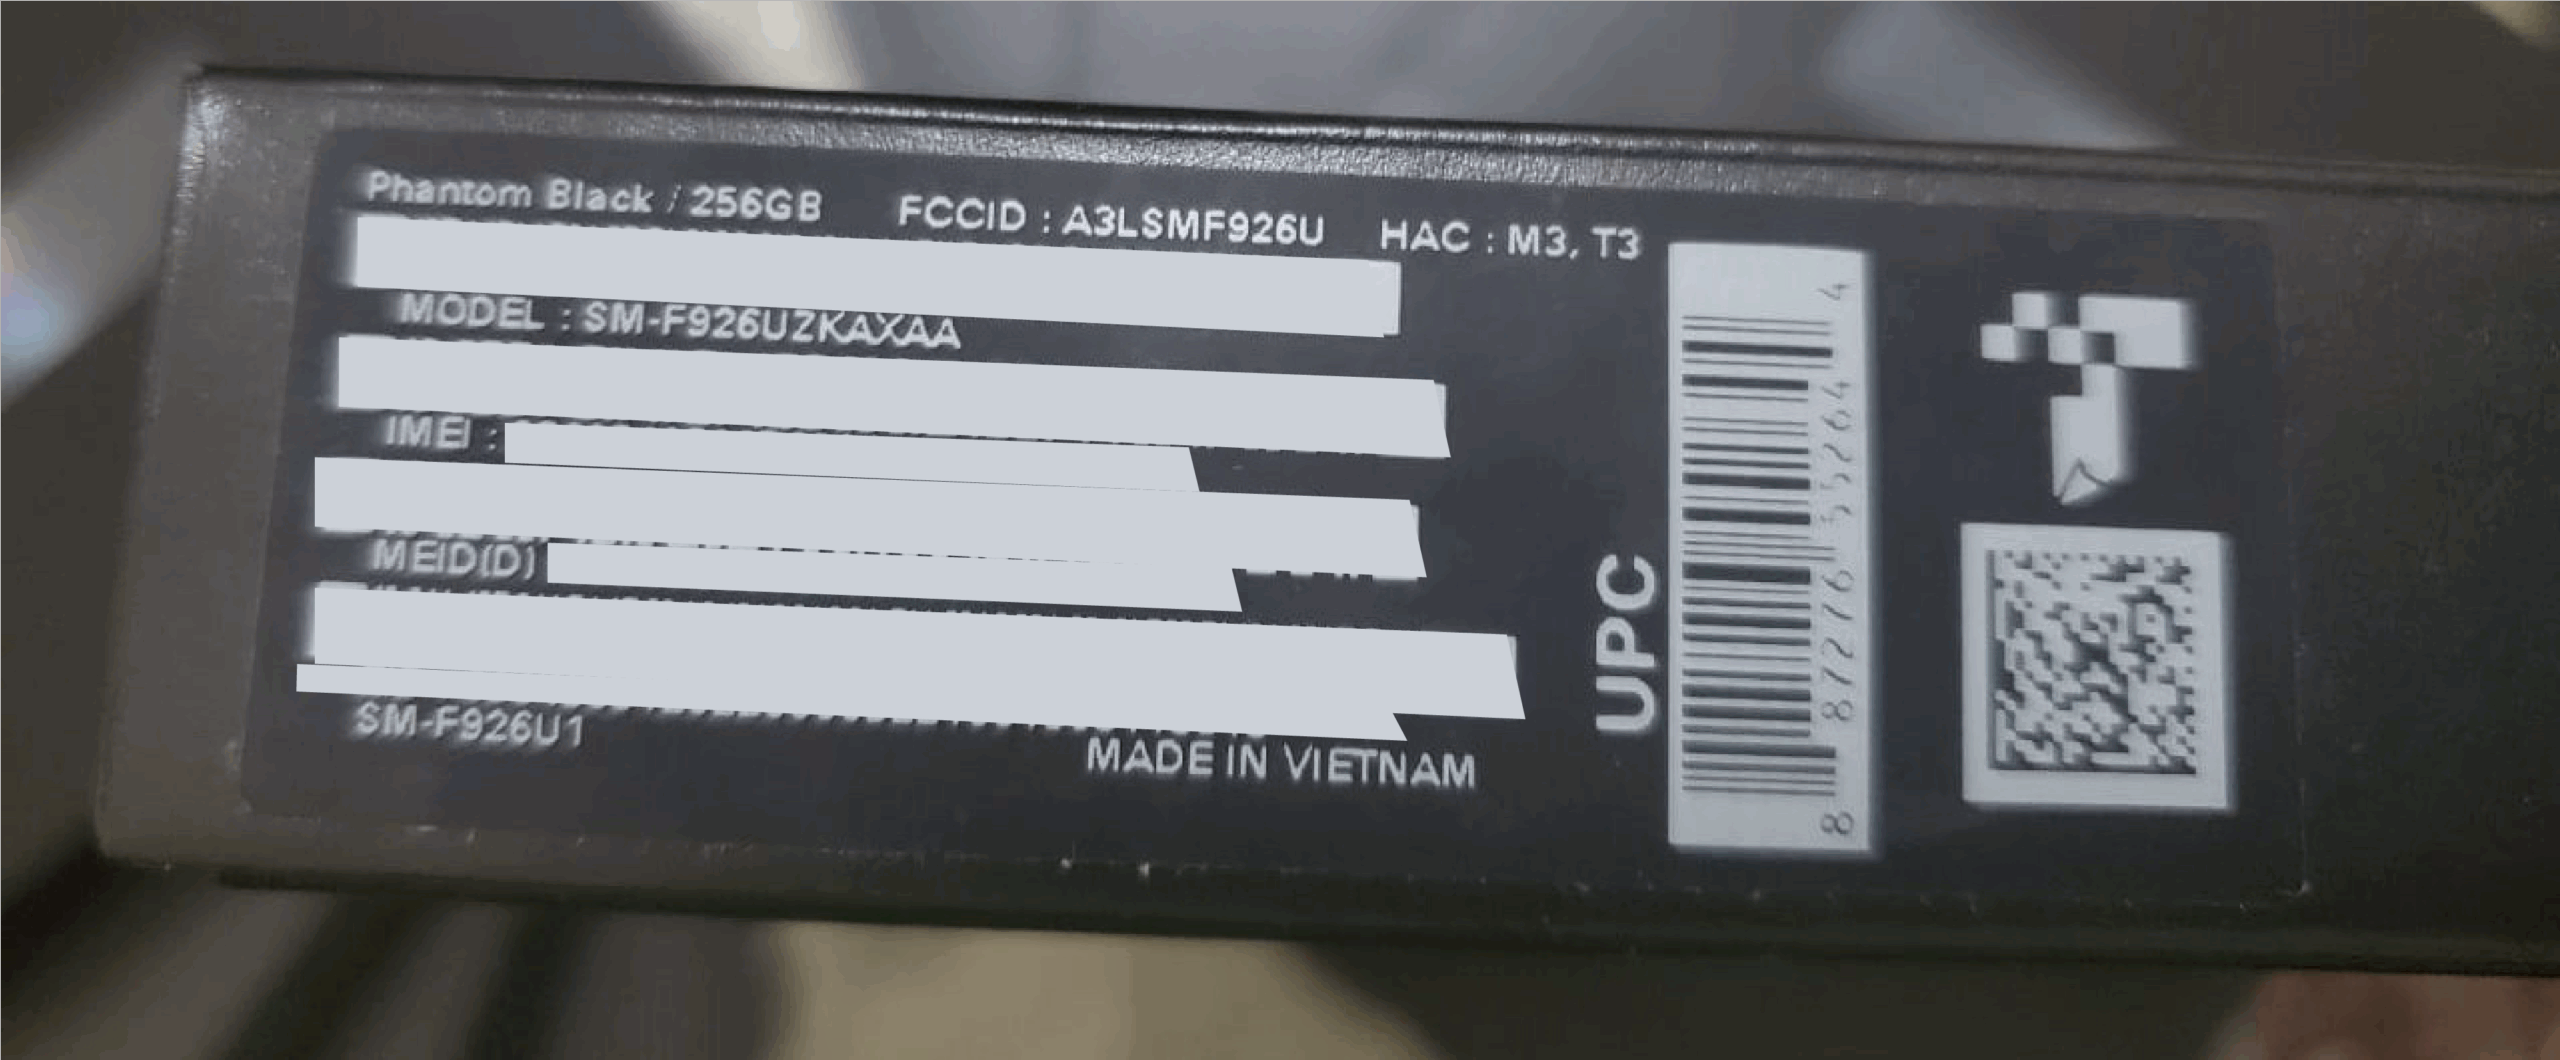 Phantom Black / 256GB FCCID : A3LSMF926U HAC : M3, T3
MODEL : SM-F926UZKAXAA
IMEI :
MEID(D)
SM-F926U1
MADE IN VIETNAM
UPC
8 87276 55264 4